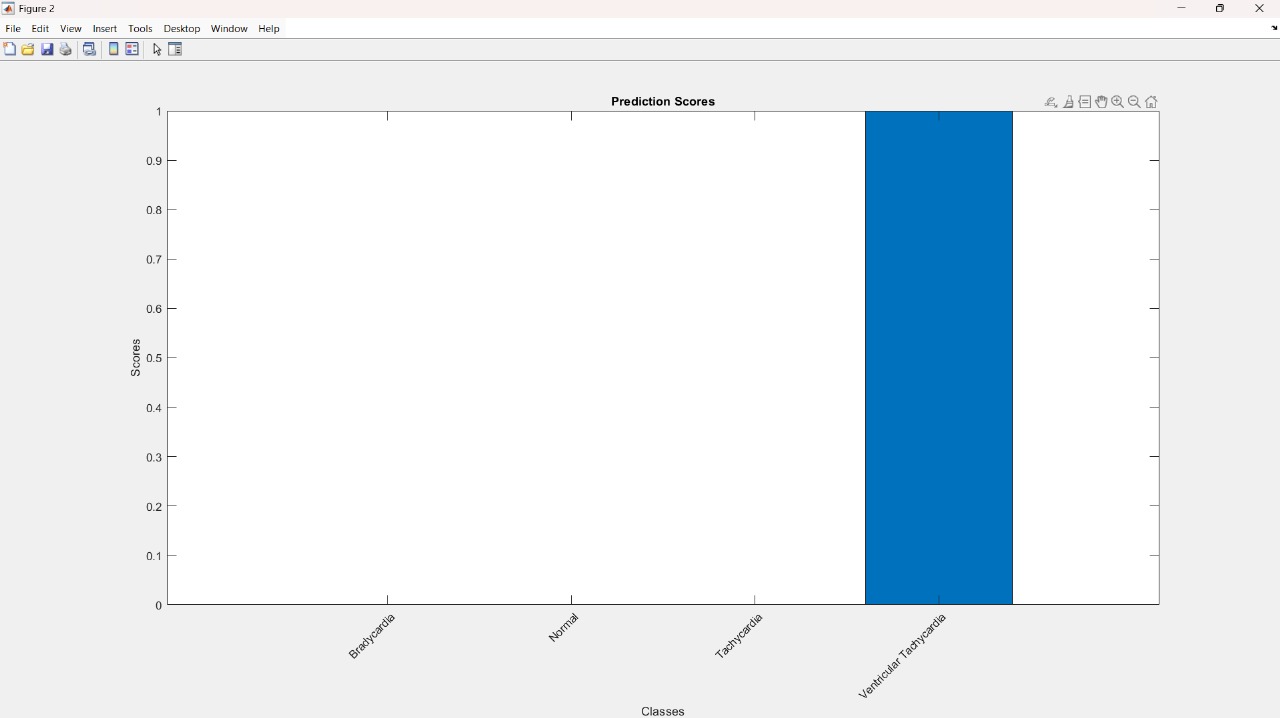 Figure 2
File Edit View Insert Tools Desktop Window Help
Prediction Scores
1
0.9
0.8
0.7
0.6
0.5
0.4
0.3
0.2
0.1
0
Scores
Bradycardia
Normal
Tachycardia
Ventricular Tachycardia
Classes